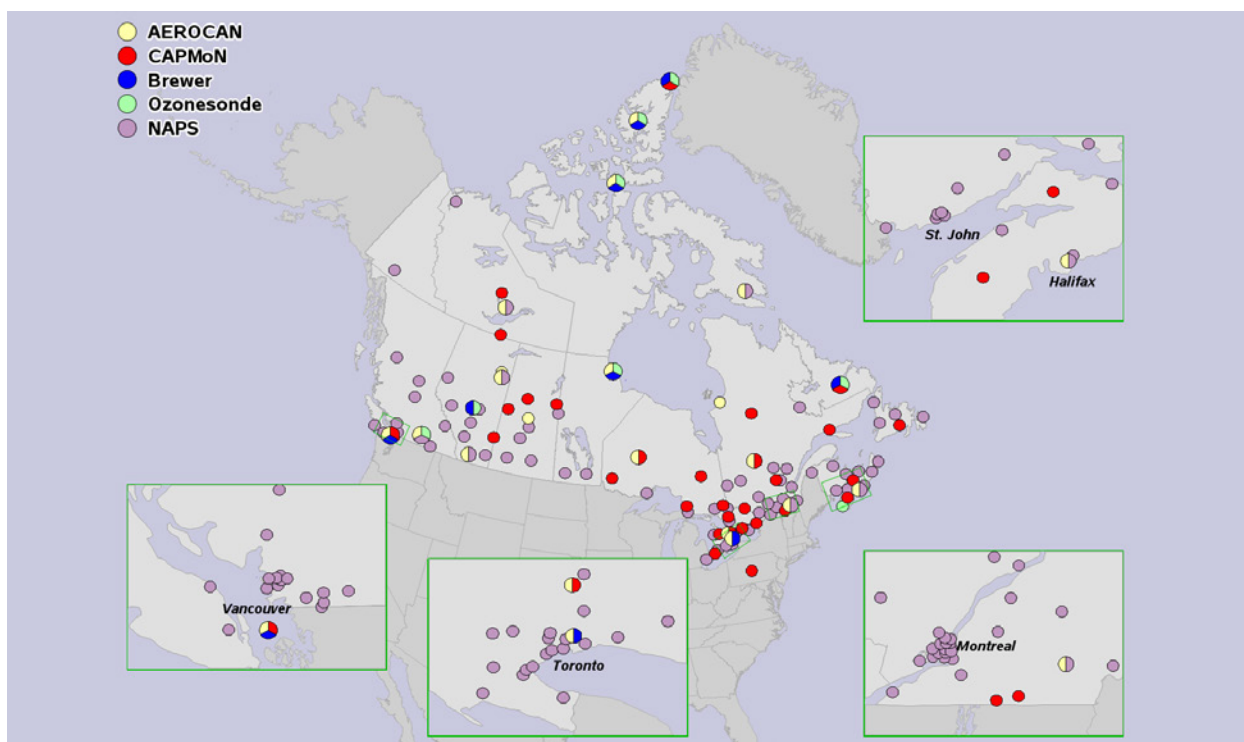 AEROCAN
CAPMoN
Brewer
Ozonesonde
NAPS
St. John
Halifax
Vancouver
Toronto
Montreal